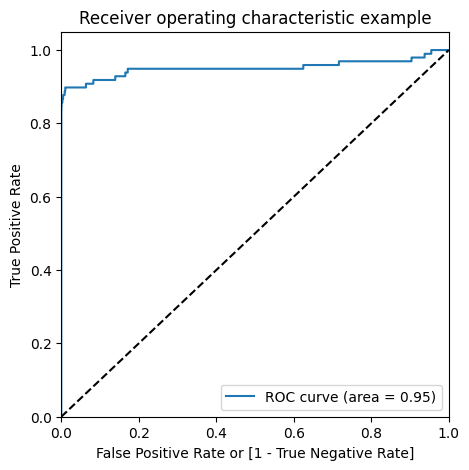 Receiver operating characteristic example
1.0
0.8
0.6
0.4
0.2
0.0
True Positive Rate
ROC curve (area = 0.95)
0.0 0.2 0.4 0.6 0.8 1.0
False Positive Rate or [1 - True Negative Rate]